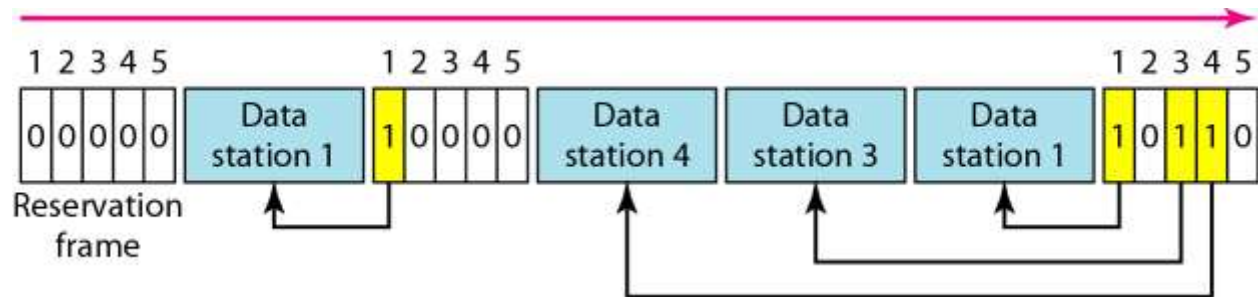 1 2 3 4 5 1 2 3 4 5 1 2 3 4 5
0 0 0 0 0 Data station 1 1 0 0 0 0 Data station 4 Data station 3 Data station 1 1 0 1 1 0
Reservation
frame